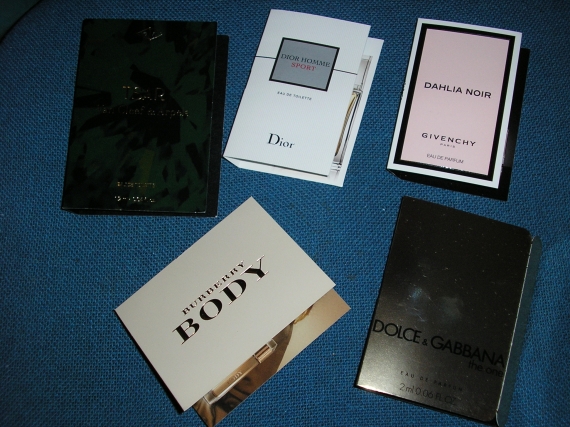 DIOR HOMME
SPORT
EAU DE TOILETTE
Dior
DAHLIA NOIR
GIVENCHY
PARIS
EAU DE PARFUM
BURBERRY
BODY
DOLCE & GABBANA
the one
EAU DE PARFUM
2ml 0.06 FL.OZ.